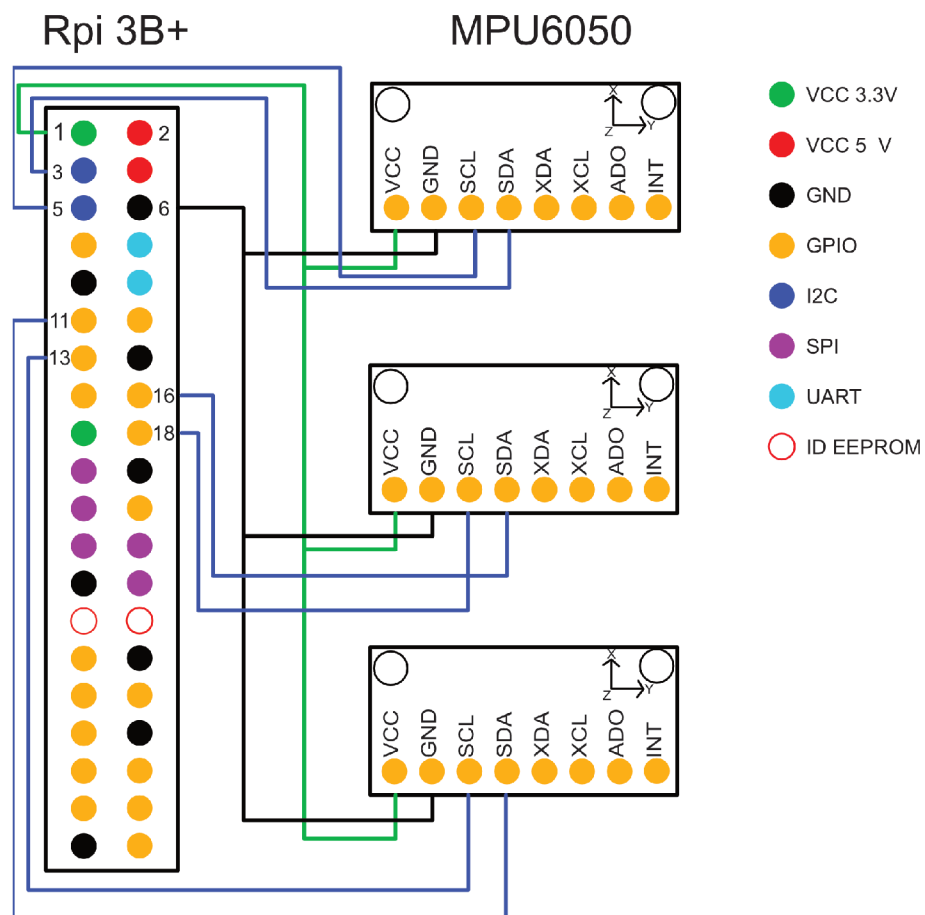 Rpi 3B+
MPU6050
1
2
3
5
6
11
13
16
18
X
Z
Y
VCC
GND
SCL
SDA
XDA
XCL
ADO
INT
X
Z
Y
VCC
GND
SCL
SDA
XDA
XCL
ADO
INT
X
Z
Y
VCC
GND
SCL
SDA
XDA
XCL
ADO
INT
VCC 3.3V
VCC 5 V
GND
GPIO
I2C
SPI
UART
ID EEPROM